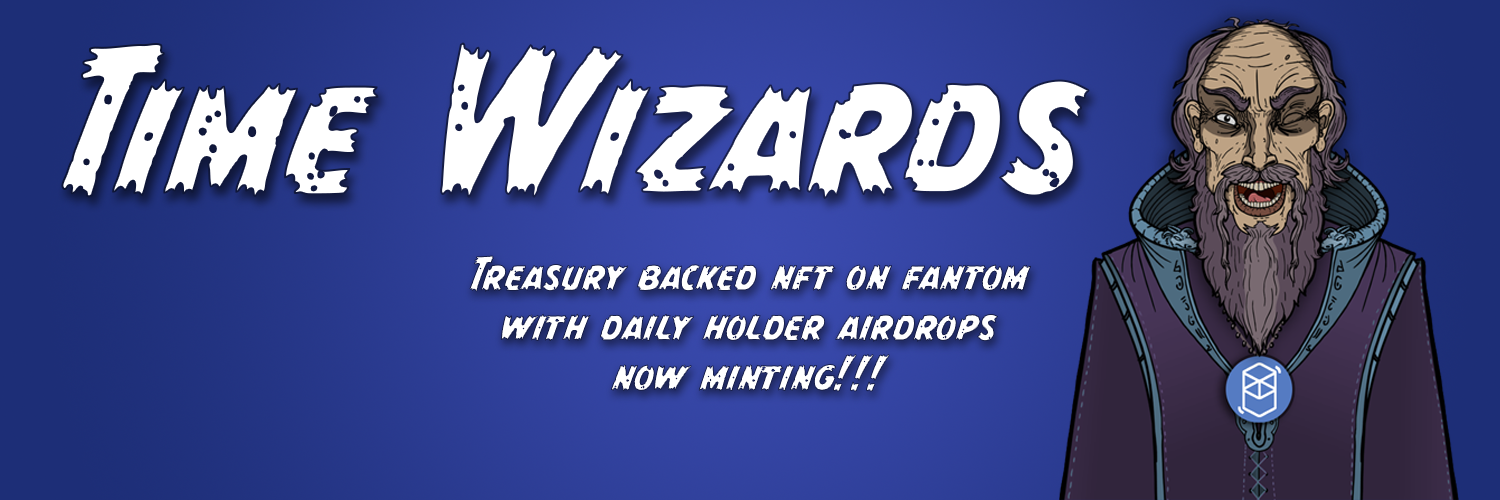 Time Wizards
Treasury backed nft on fantom
with daily holder airdrops
now minting!!!